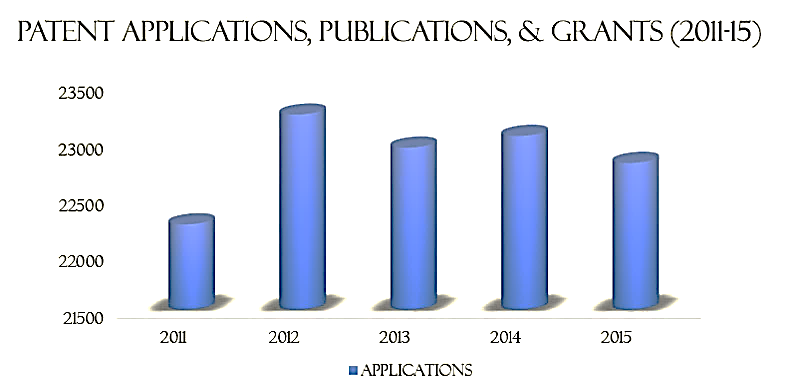 PATENT APPLICATIONS, PUBLICATIONS, & GRANTS (2011-15)
23500
23000
22500
22000
21500
2011 2012 2013 2014 2015
APPLICATIONS